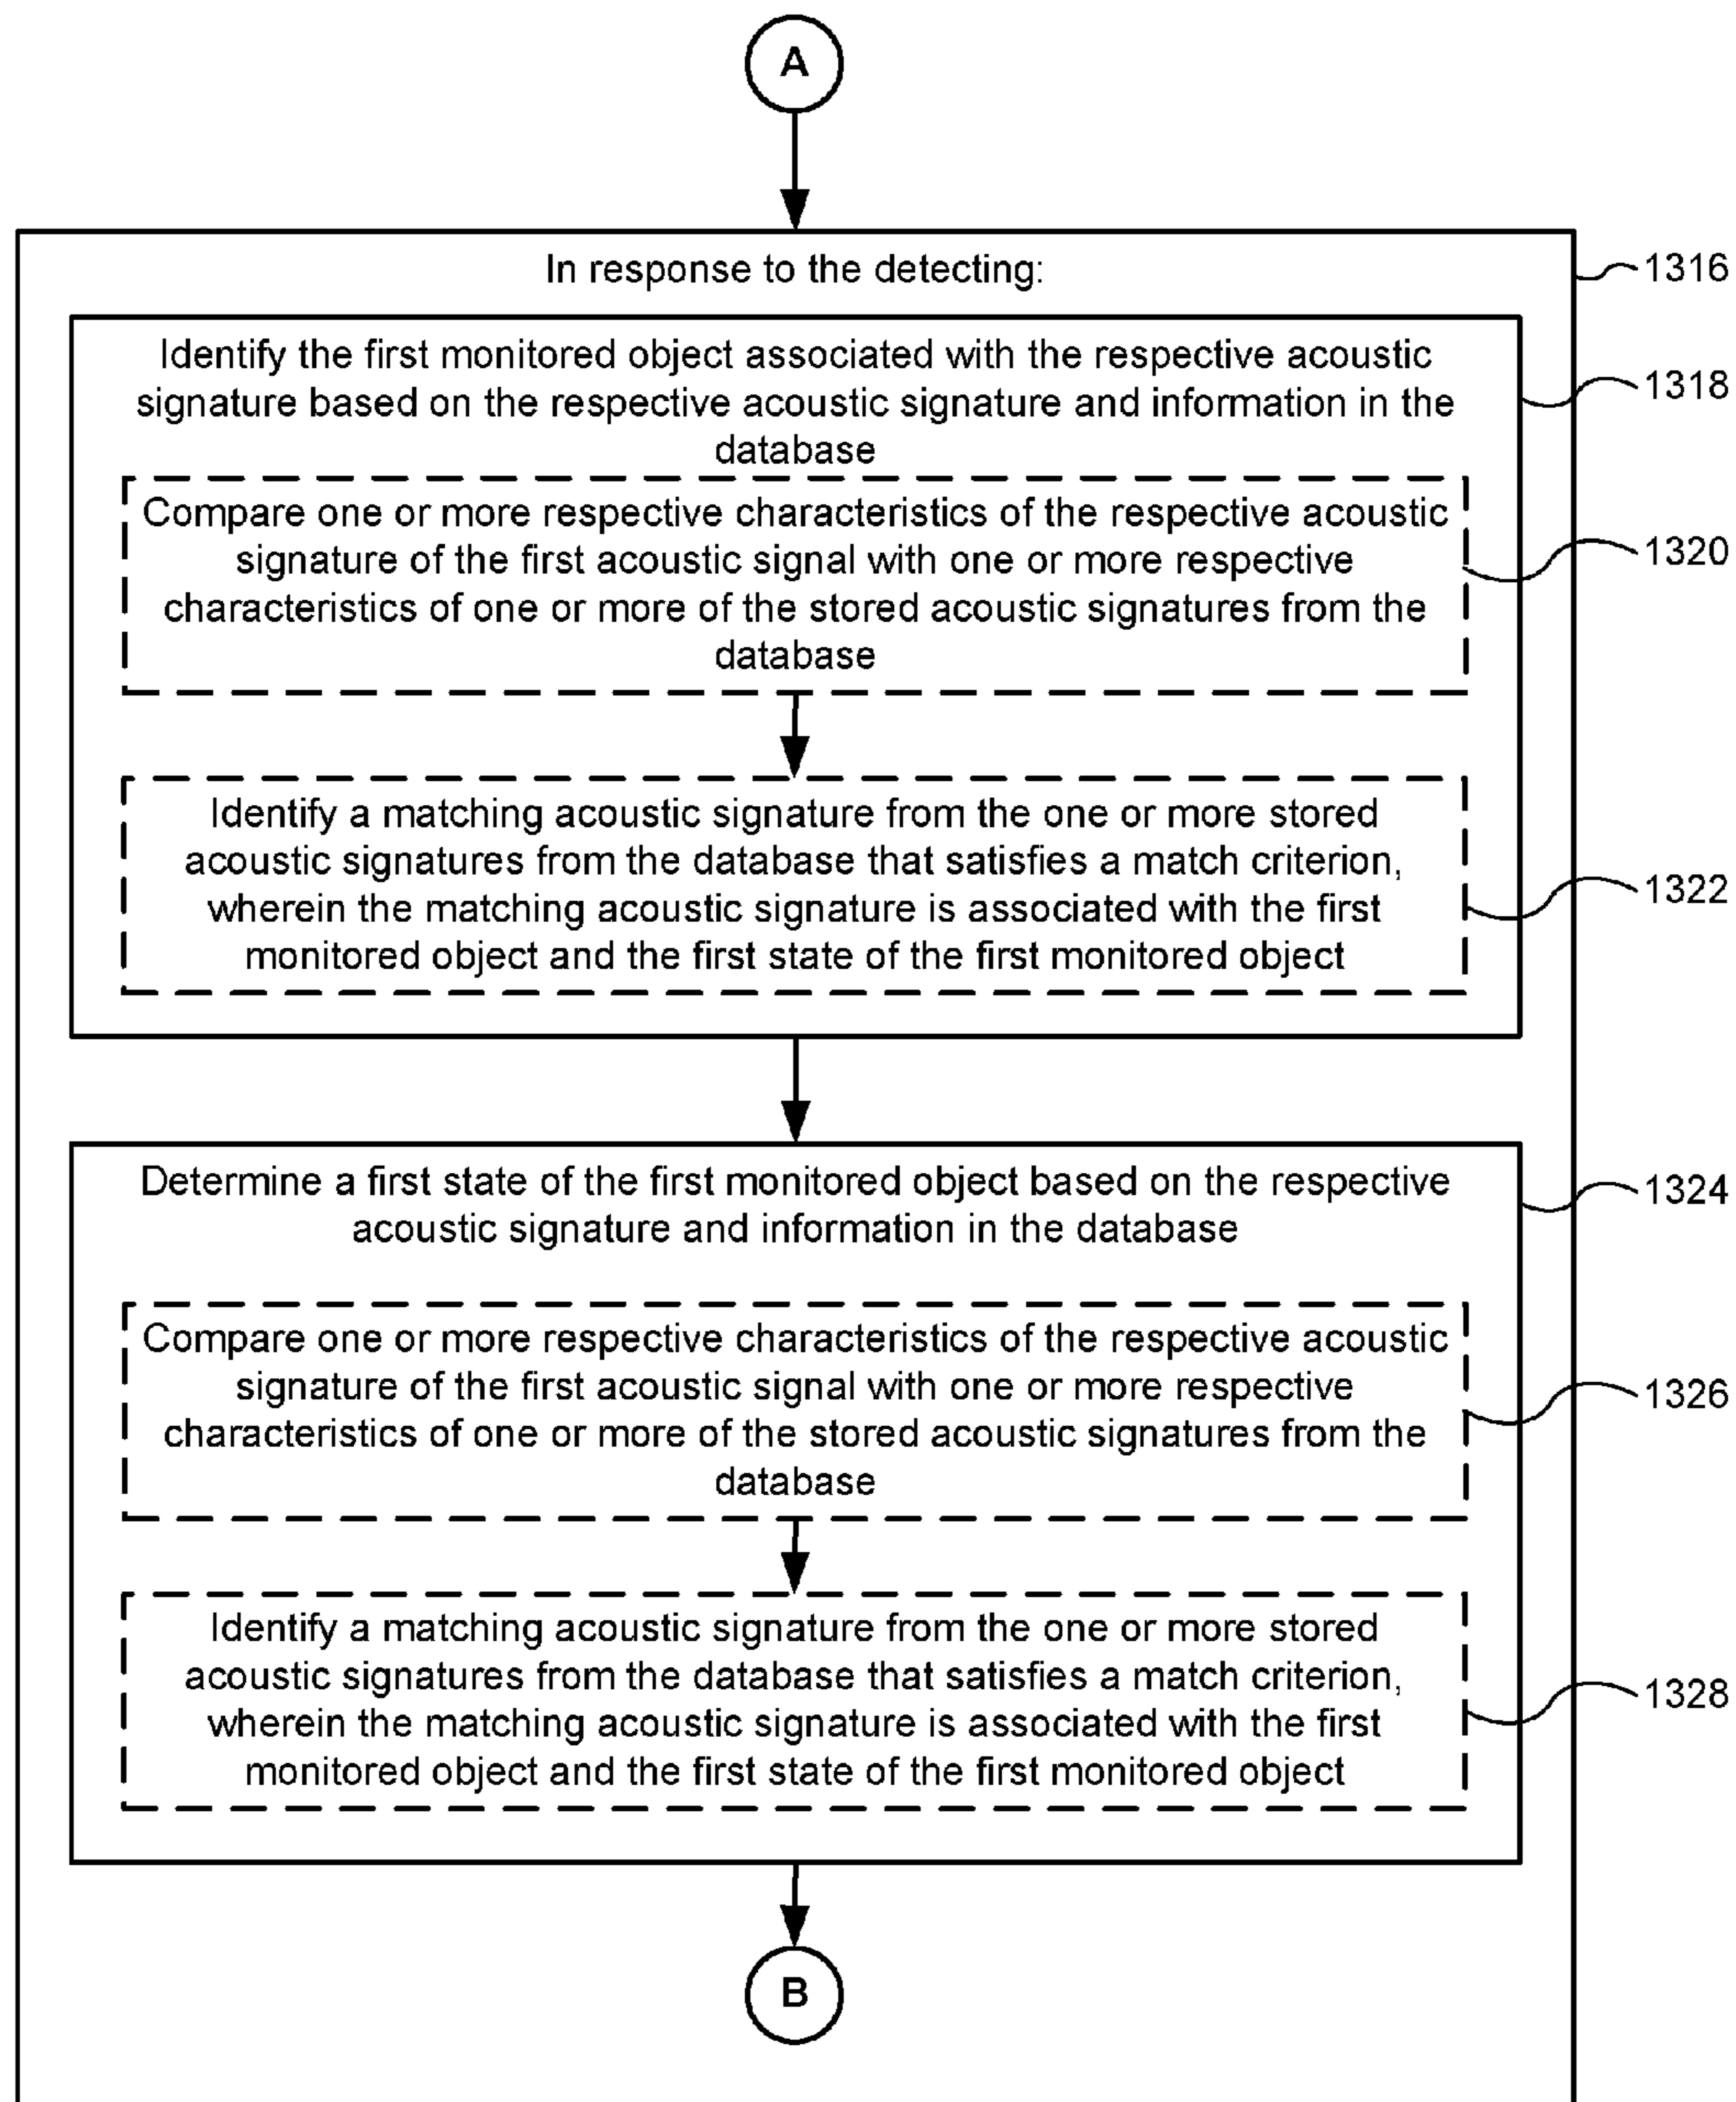 A
In response to the detecting:
1316
Identify the first monitored object associated with the respective acoustic
signature based on the respective acoustic signature and information in the
database
1318
Compare one or more respective characteristics of the respective acoustic
signature of the first acoustic signal with one or more respective
characteristics of one or more of the stored acoustic signatures from the
database
1320
Identify a matching acoustic signature from the one or more stored
acoustic signatures from the database that satisfies a match criterion,
wherein the matching acoustic signature is associated with the first
monitored object and the first state of the first monitored object
1322
Determine a first state of the first monitored object based on the respective
acoustic signature and information in the database
1324
Compare one or more respective characteristics of the respective acoustic
signature of the first acoustic signal with one or more respective
characteristics of one or more of the stored acoustic signatures from the
database
1326
Identify a matching acoustic signature from the one or more stored
acoustic signatures from the database that satisfies a match criterion,
wherein the matching acoustic signature is associated with the first
monitored object and the first state of the first monitored object
1328
B